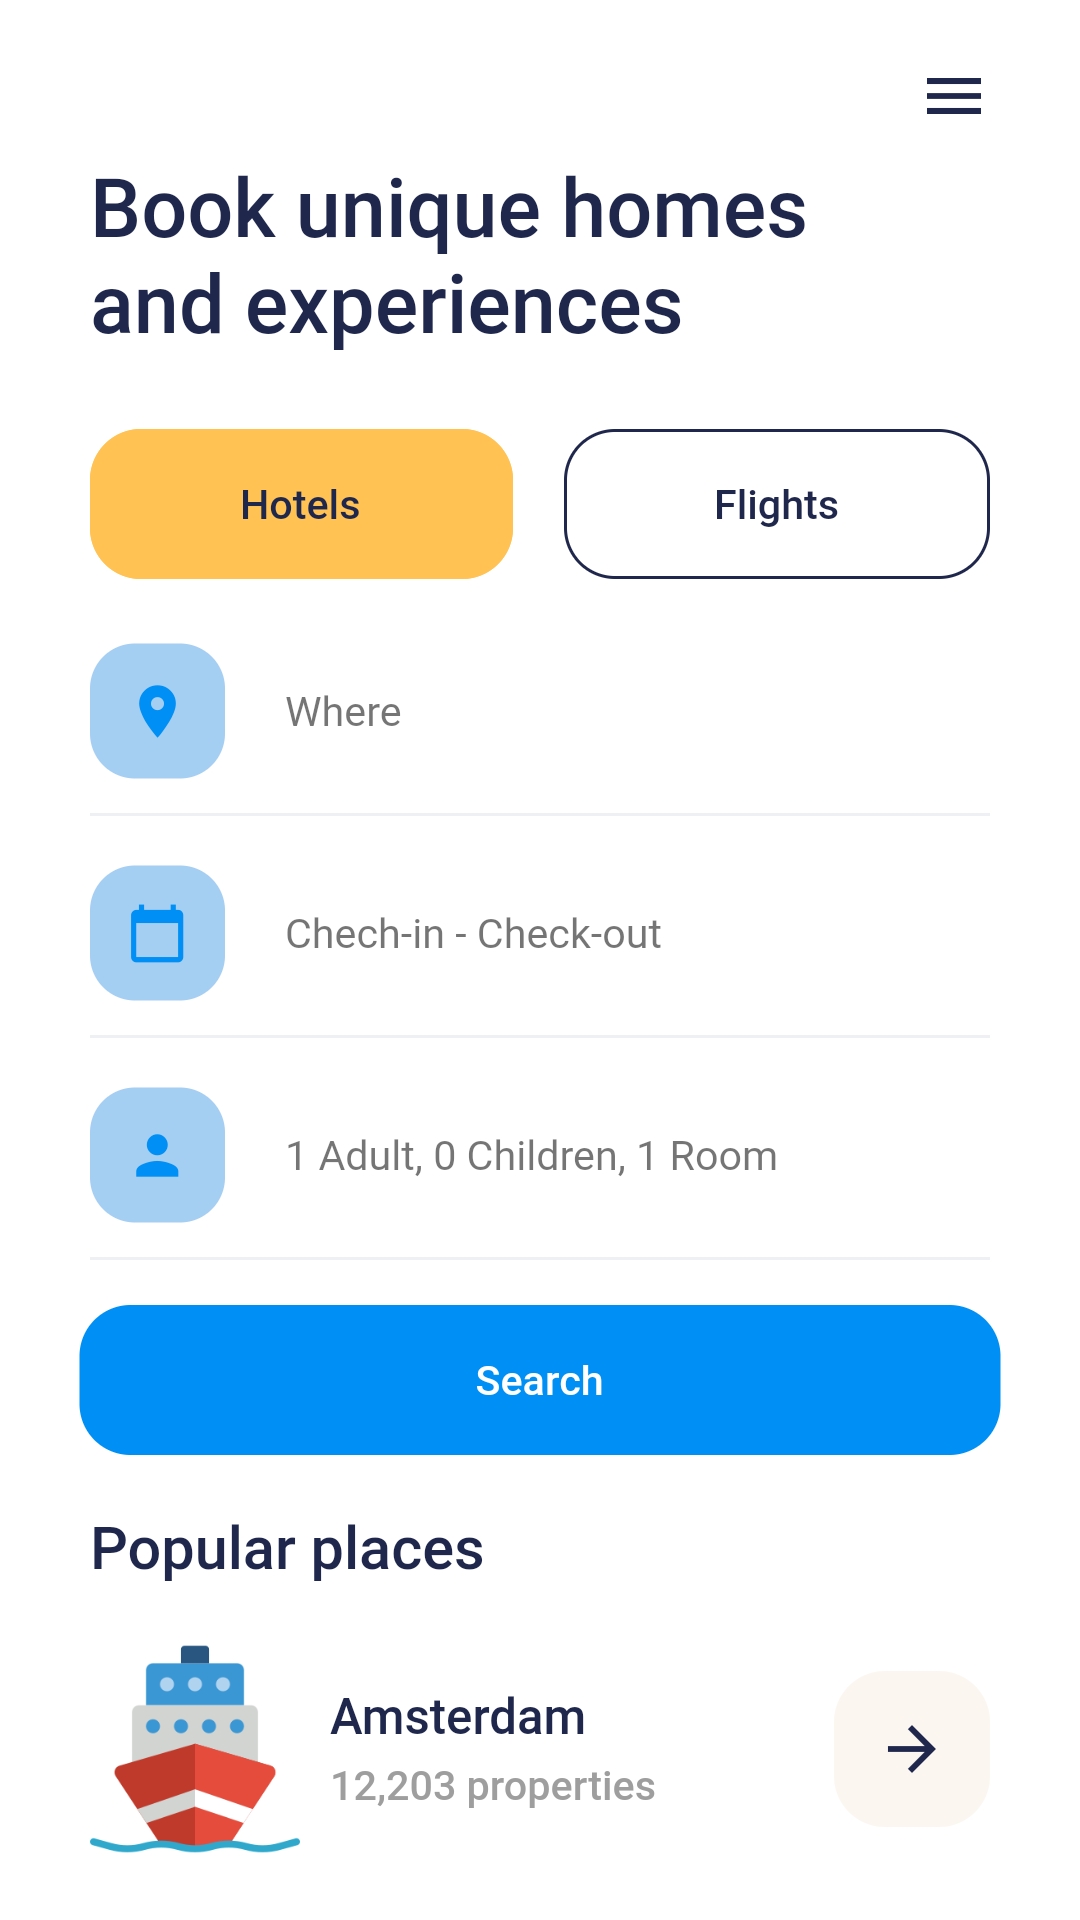 Book unique homes
and experiences
Hotels
Flights
Where
Chech-in - Check-out
1 Adult, 0 Children, 1 Room
Search
Popular places
Amsterdam
12,203 properties